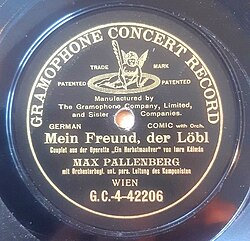 GRAMOPHONE CONCERT RECORD
TRADE MARK
PATENTED PATENTED
Manufactured by
The Gramophone Company, Limited,
and Sister Companies.
GERMAN COMIC with Orch.
Mein Freund, der Löbl
Couplet aus der Operette „Ein Herbstmanöver" von Imre Kálmán
MAX PALLENBERG
mit Orchesterbegl. unt. pers. Leitung des Komponisten
WIEN
G.C.-4-42206